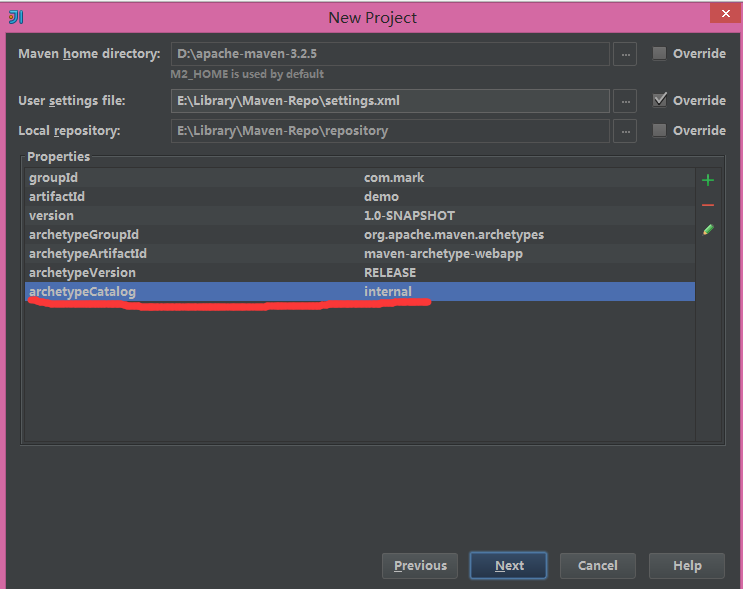 New Project
Maven home directory: D:\apache-maven-3.2.5 ... Override
M2_HOME is used by default
User settings file: E:\Library\Maven-Repo\settings.xml ... Override
Local repository: E:\Library\Maven-Repo\repository ... Override
Properties
groupId com.mark
artifactId demo
version 1.0-SNAPSHOT
archetypeGroupId org.apache.maven.archetypes
archetypeArtifactId maven-archetype-webapp
archetypeVersion RELEASE
archetypeCatalog internal
Previous Next Cancel Help